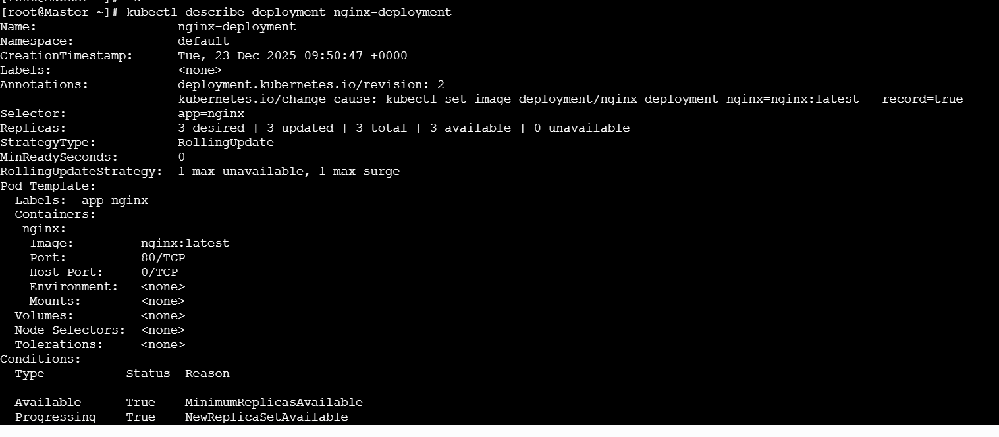 [root@Master ~]# kubectl describe deployment nginx-deployment
Name:                   nginx-deployment
Namespace:              default
CreationTimestamp:      Tue, 23 Dec 2025 09:50:47 +0000
Labels:                 <none>
Annotations:            deployment.kubernetes.io/revision: 2
                        kubernetes.io/change-cause: kubectl set image deployment/nginx-deployment nginx=nginx:latest --record=true
Selector:               app=nginx
Replicas:               3 desired | 3 updated | 3 total | 3 available | 0 unavailable
StrategyType:           RollingUpdate
MinReadySeconds:        0
RollingUpdateStrategy:  1 max unavailable, 1 max surge
Pod Template:
  Labels:  app=nginx
  Containers:
   nginx:
    Image:         nginx:latest
    Port:          80/TCP
    Host Port:     0/TCP
    Environment:   <none>
    Mounts:        <none>
  Volumes:         <none>
  Node-Selectors:  <none>
  Tolerations:     <none>
Conditions:
  Type           Status  Reason
  ----           ------  ------
  Available      True    MinimumReplicasAvailable
  Progressing    True    NewReplicaSetAvailable